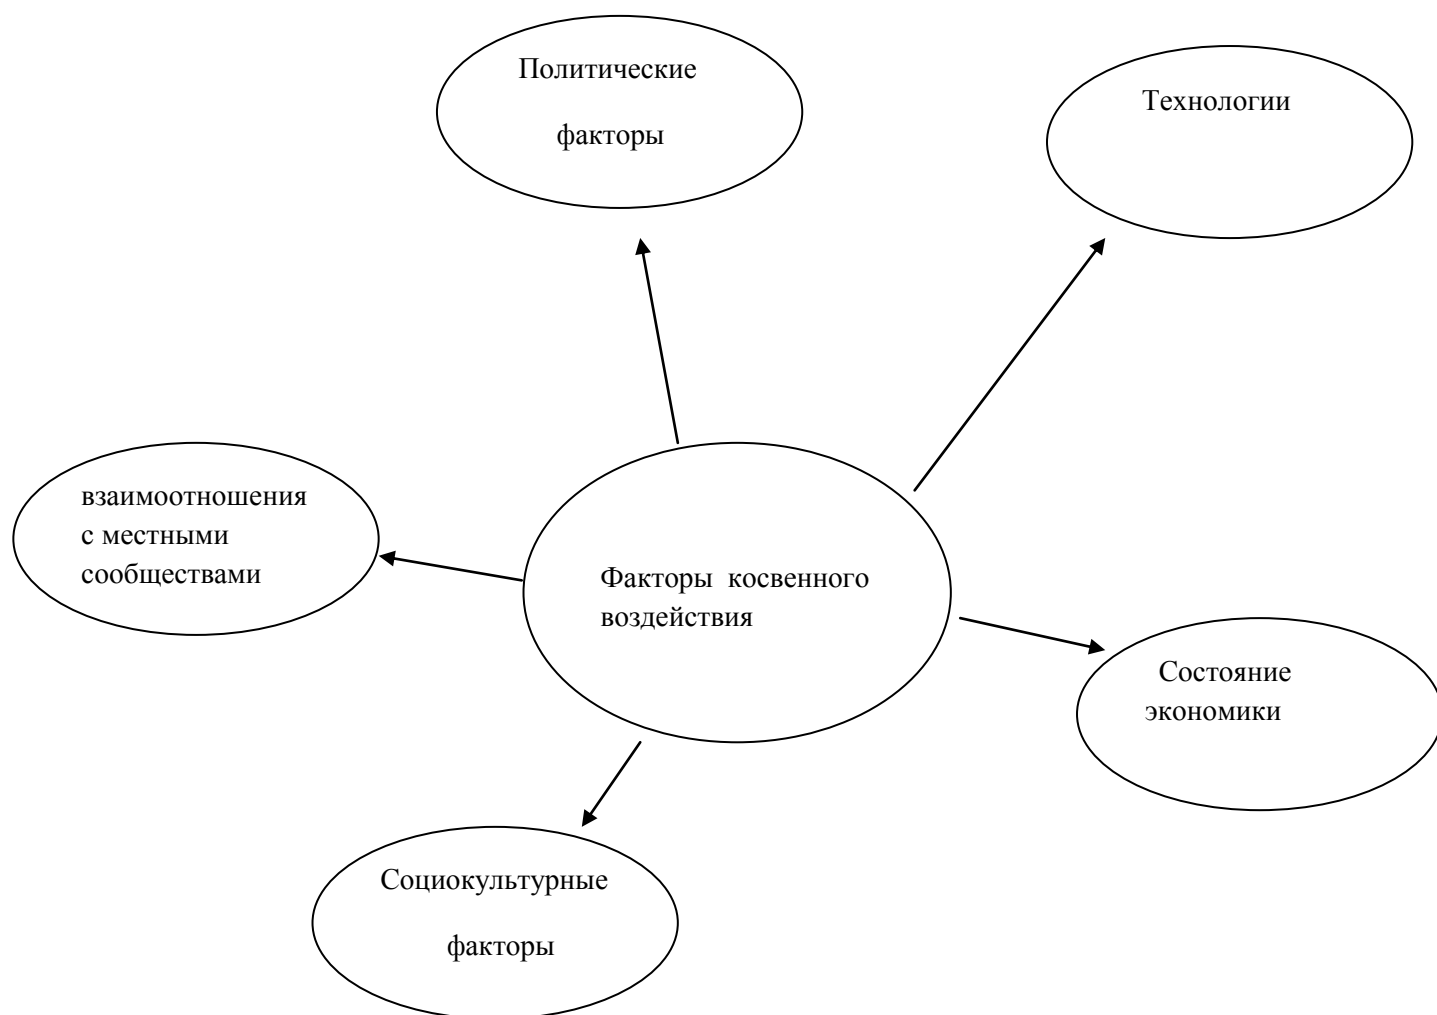 Политические
факторы
Технологии
взаимоотношения
с местными
сообществами
Факторы  косвенного
воздействия
Состояние
экономики
Социокультурные
факторы